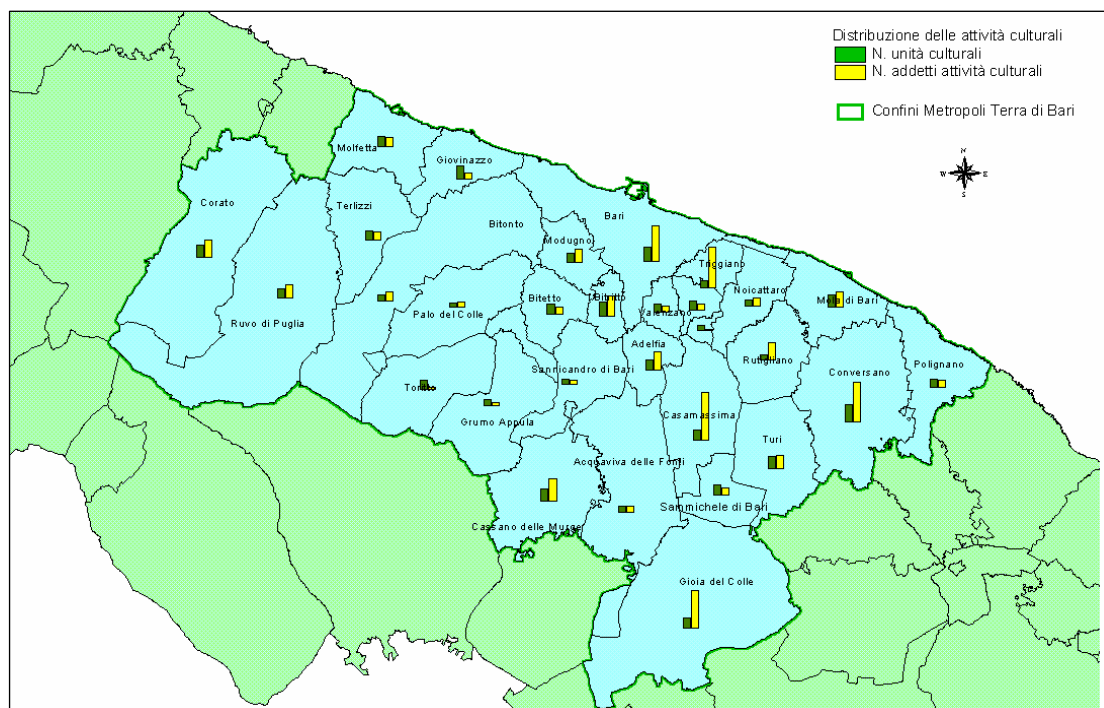 Distribuzione delle attività culturali
N. unità culturali
N. addetti attività culturali
Confini Metropoli Terra di Bari
N
W E
S
Molfetta
Giovinazzo
Corato
Terlizzi
Bitonto
Bari
Modugno
Triggiano
Noicattaro
Mola di Bari
Bitetto
Bitritto
Valenzano
Palo del Colle
Ruvo di Puglia
Adelfia
Rutigliano
Polignano
Sannicandro di Bari
Conversano
Toritto
Casamassima
Grumo Appula
Turi
Acquaviva delle Fonti
Sammichele di Bari
Cassano delle Murge
Gioia del Colle